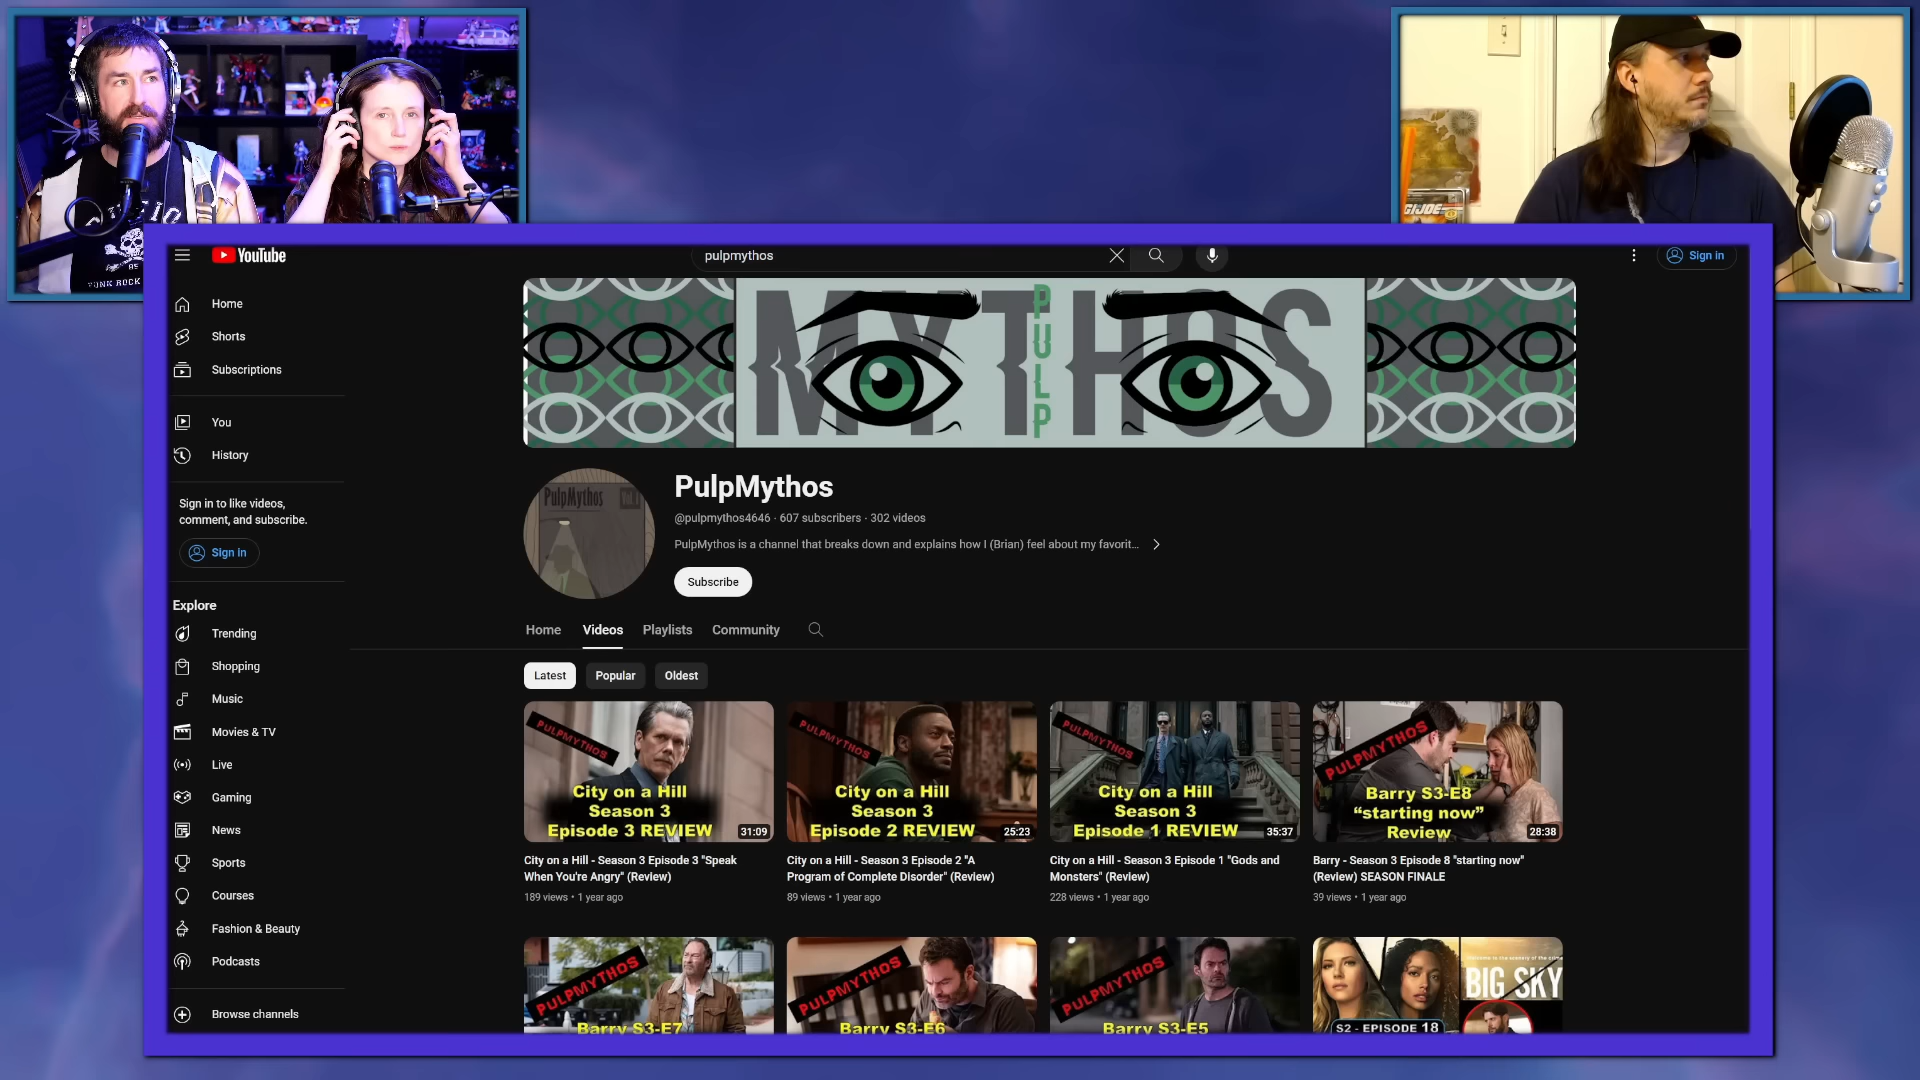 PUNK ROCK
GI JOE
YouTube
pulpmythos
Sign in
Home
Shorts
Subscriptions
You
History
Sign in to like videos,
comment, and subscribe.
Sign in
Explore
Trending
Shopping
Music
Movies & TV
Live
Gaming
News
Sports
Courses
Fashion & Beauty
Podcasts
Browse channels
MYTHOS
PULP
PulpMythos
PulpMythos
@pulpmythos4646 · 607 subscribers · 302 videos
PulpMythos is a channel that breaks down and explains how I (Brian) feel about my favorit...
Subscribe
Home Videos Playlists Community
Latest Popular Oldest
PULPMYTHOS
City on a Hill
Season 3
Episode 3 REVIEW
31:09
City on a Hill - Season 3 Episode 3 "Speak
When You're Angry" (Review)
189 views • 1 year ago
PULPMYTHOS
City on a Hill
Season 3
Episode 2 REVIEW
25:23
City on a Hill - Season 3 Episode 2 "A
Program of Complete Disorder" (Review)
89 views • 1 year ago
PULPMYTHOS
City on a Hill
Season 3
Episode 1 REVIEW
35:37
City on a Hill - Season 3 Episode 1 "Gods and
Monsters" (Review)
228 views • 1 year ago
PULPMYTHOS
Barry S3-E8
“starting now”
Review
28:38
Barry - Season 3 Episode 8 "starting now"
(Review) SEASON FINALE
39 views • 1 year ago
PULPMYTHOS
Barry S3-E7
PULPMYTHOS
Barry S3-E6
PULPMYTHOS
Barry S3-E5
BIG SKY
S2 - EPISODE 18